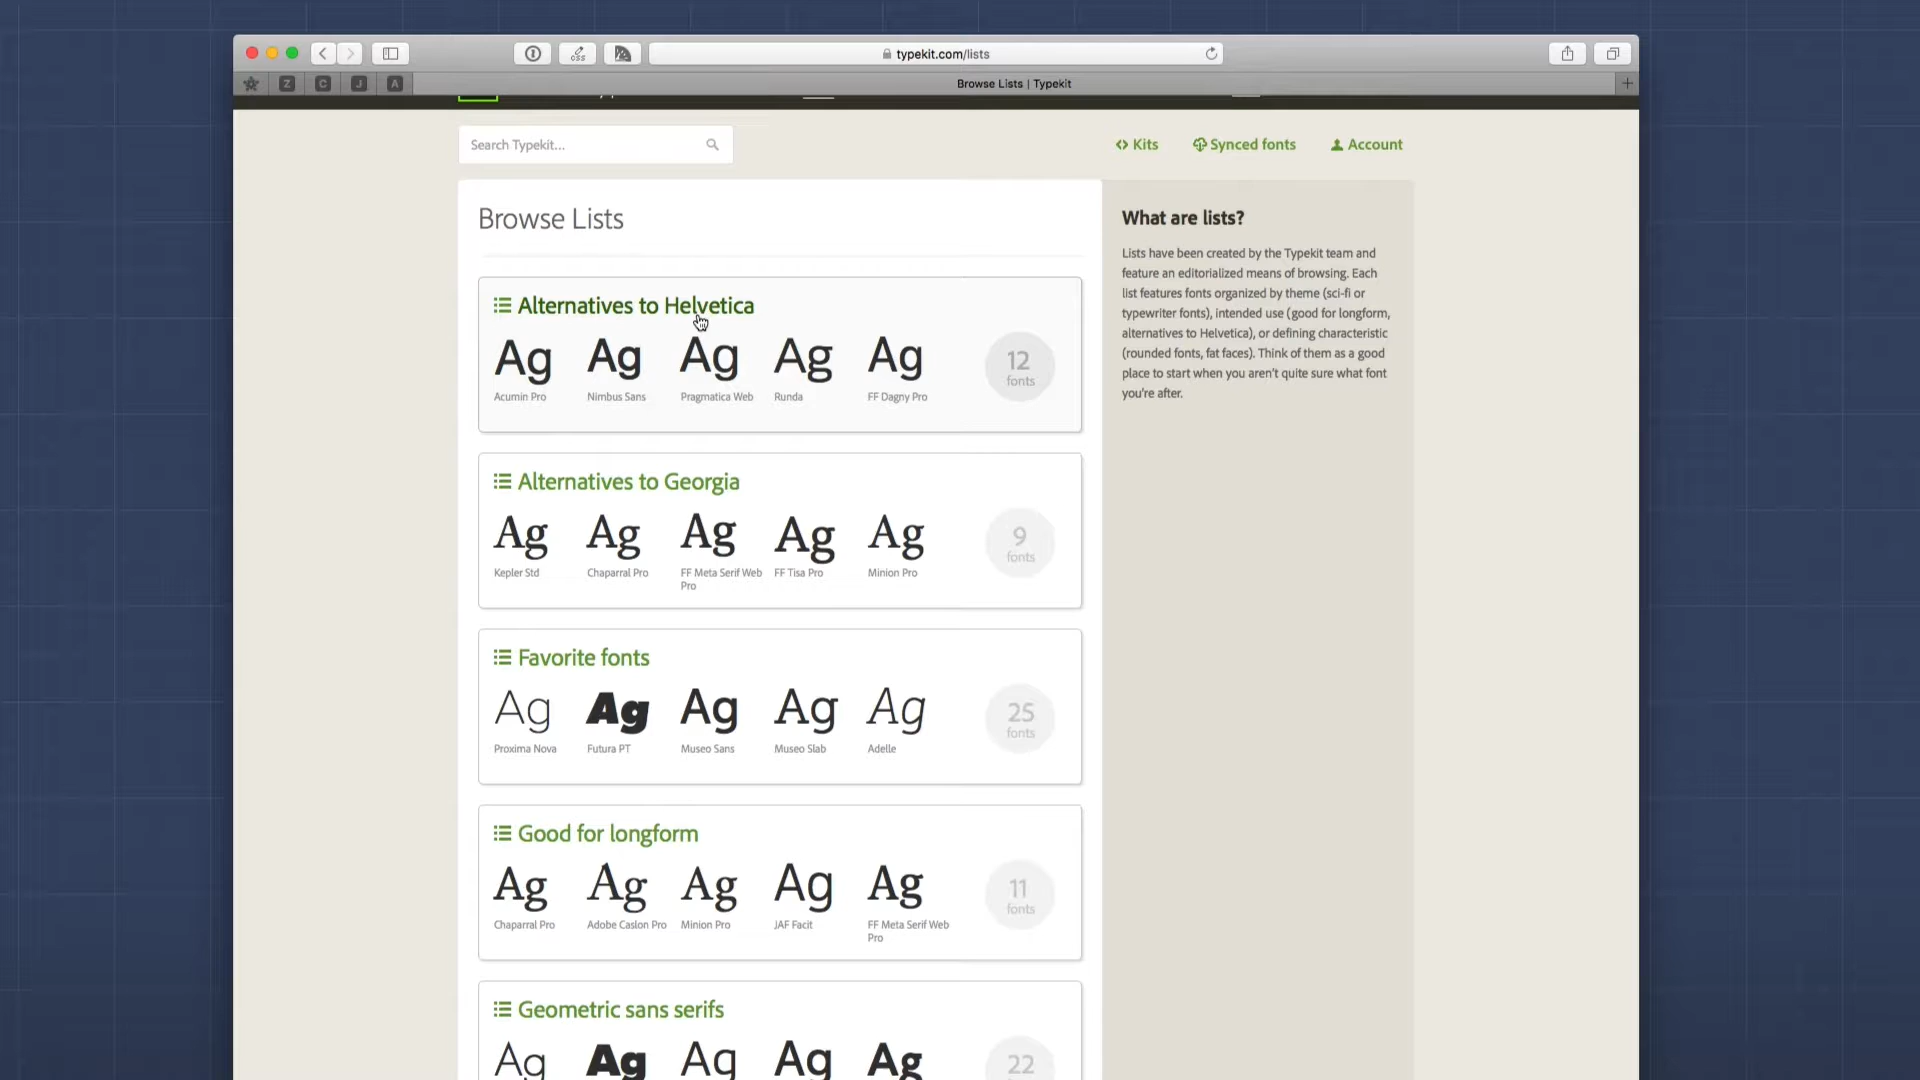 typekit.com/lists
Z C J A
Browse Lists | Typekit
Search Typekit...
Kits
Synced fonts
Account
Browse Lists
Alternatives to Helvetica
Ag Ag Ag Ag Ag
Acumin Pro
Nimbus Sans
Pragmatica Web
Runda
FF Dagny Pro
12
fonts
Alternatives to Georgia
Ag Ag Ag Ag Ag
Kepler Std
Chaparral Pro
FF Meta Serif Web
Pro
FF Tisa Pro
Minion Pro
9
fonts
Favorite fonts
Ag Ag Ag Ag Ag
Proxima Nova
Futura PT
Museo Sans
Museo Slab
Adelle
25
fonts
Good for longform
Ag Ag Ag Ag Ag
Chaparral Pro
Adobe Caslon Pro
Minion Pro
JAF Facit
FF Meta Serif Web
Pro
11
fonts
Geometric sans serifs
Ag Ag Ag Ag Ag
22
What are lists?
Lists have been created by the Typekit team and
feature an editorialized means of browsing. Each
list features fonts organized by theme (sci-fi or
typewriter fonts), intended use (good for longform,
alternatives to Helvetica), or defining characteristic
(rounded fonts, fat faces). Think of them as a good
place to start when you aren't quite sure what font
you're after.